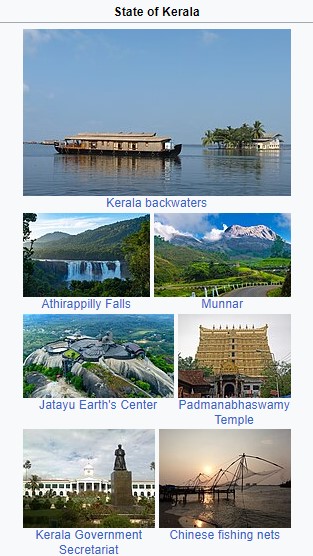 State of Kerala
Kerala backwaters
Athirappilly Falls
Munnar
Jatayu Earth's Center
Padmanabhaswamy
Temple
Kerala Government
Secretariat
Chinese fishing nets